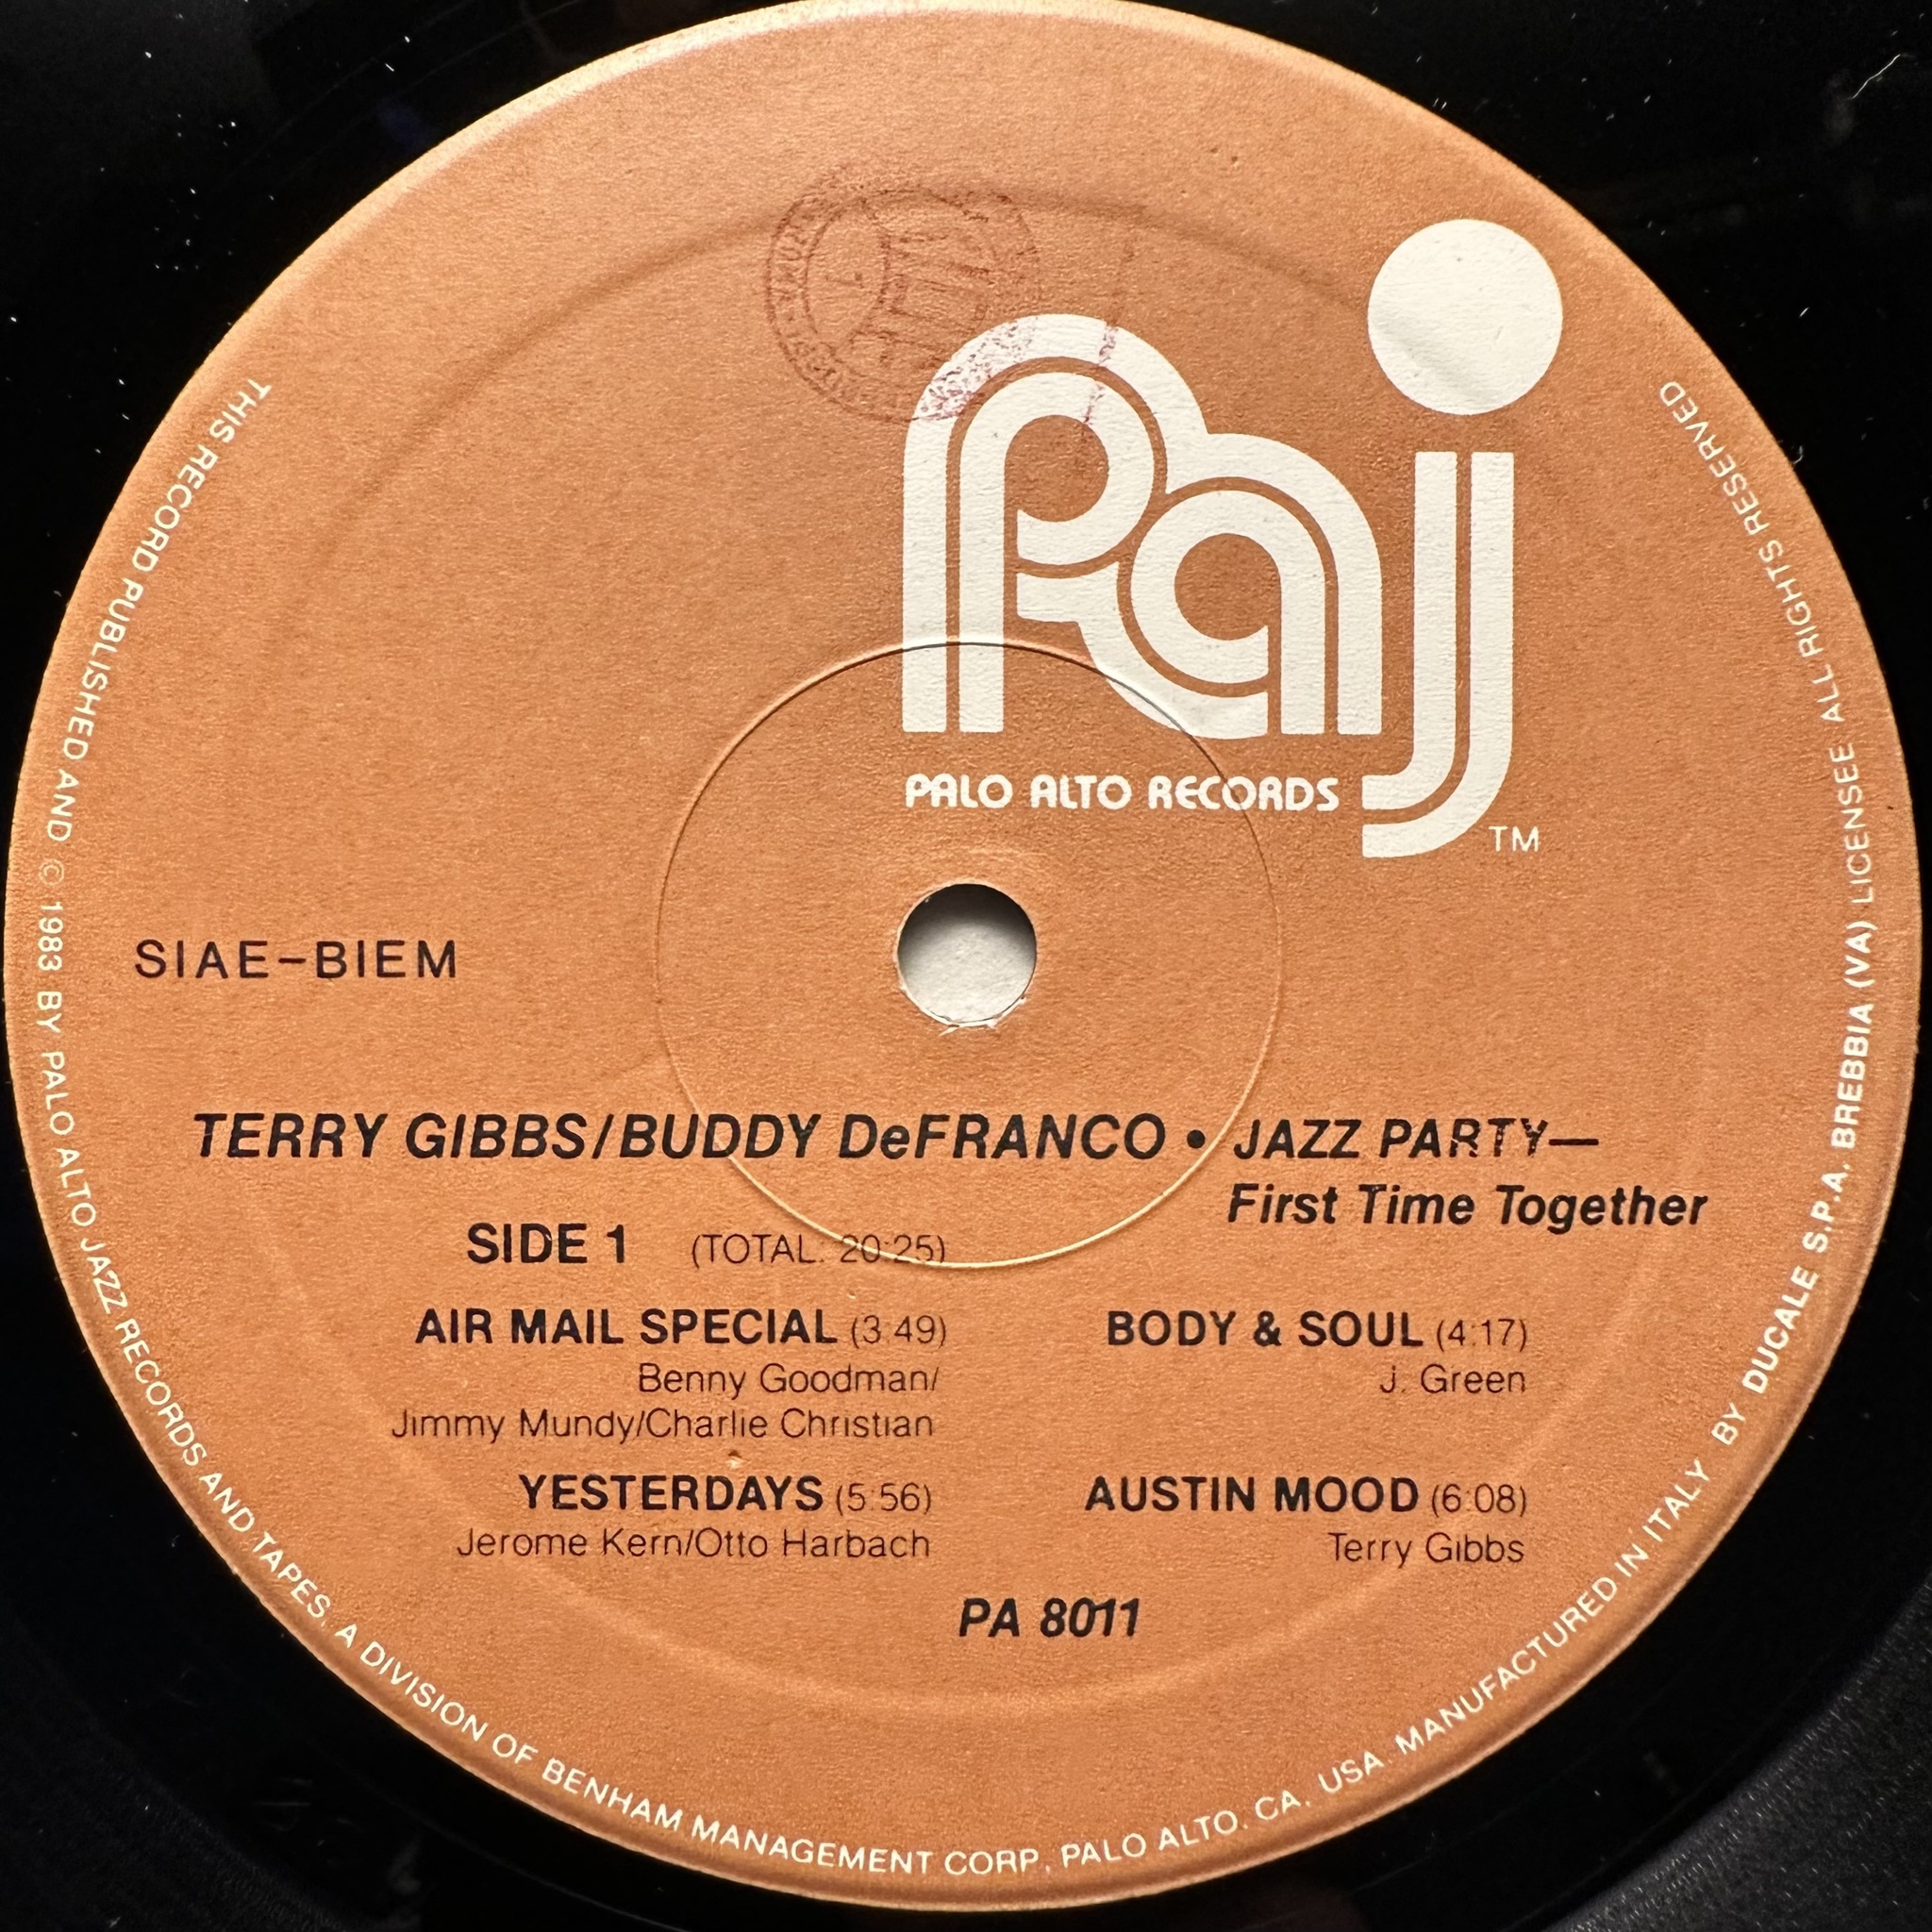 Paj
PALO ALTO RECORDS
TM
SIAE-BIEM
TERRY GIBBS/BUDDY DeFRANCO • JAZZ PARTY—
First Time Together
SIDE 1 (TOTAL: 20:25)
AIR MAIL SPECIAL (3:49)
Benny Goodman/
Jimmy Mundy/Charlie Christian
YESTERDAYS (5:56)
Jerome Kern/Otto Harbach
BODY & SOUL (4:17)
J. Green
AUSTIN MOOD (6:08)
Terry Gibbs
PA 8011
THIS RECORD PUBLISHED AND © 1983 BY PALO ALTO JAZZ RECORDS AND TAPES, A DIVISION OF BENHAM MANAGEMENT CORP., PALO ALTO, CA, USA. MANUFACTURED IN ITALY BY DUCALE S.P.A. BREBBIA (VA) LICENSEE ALL RIGHTS RESERVED